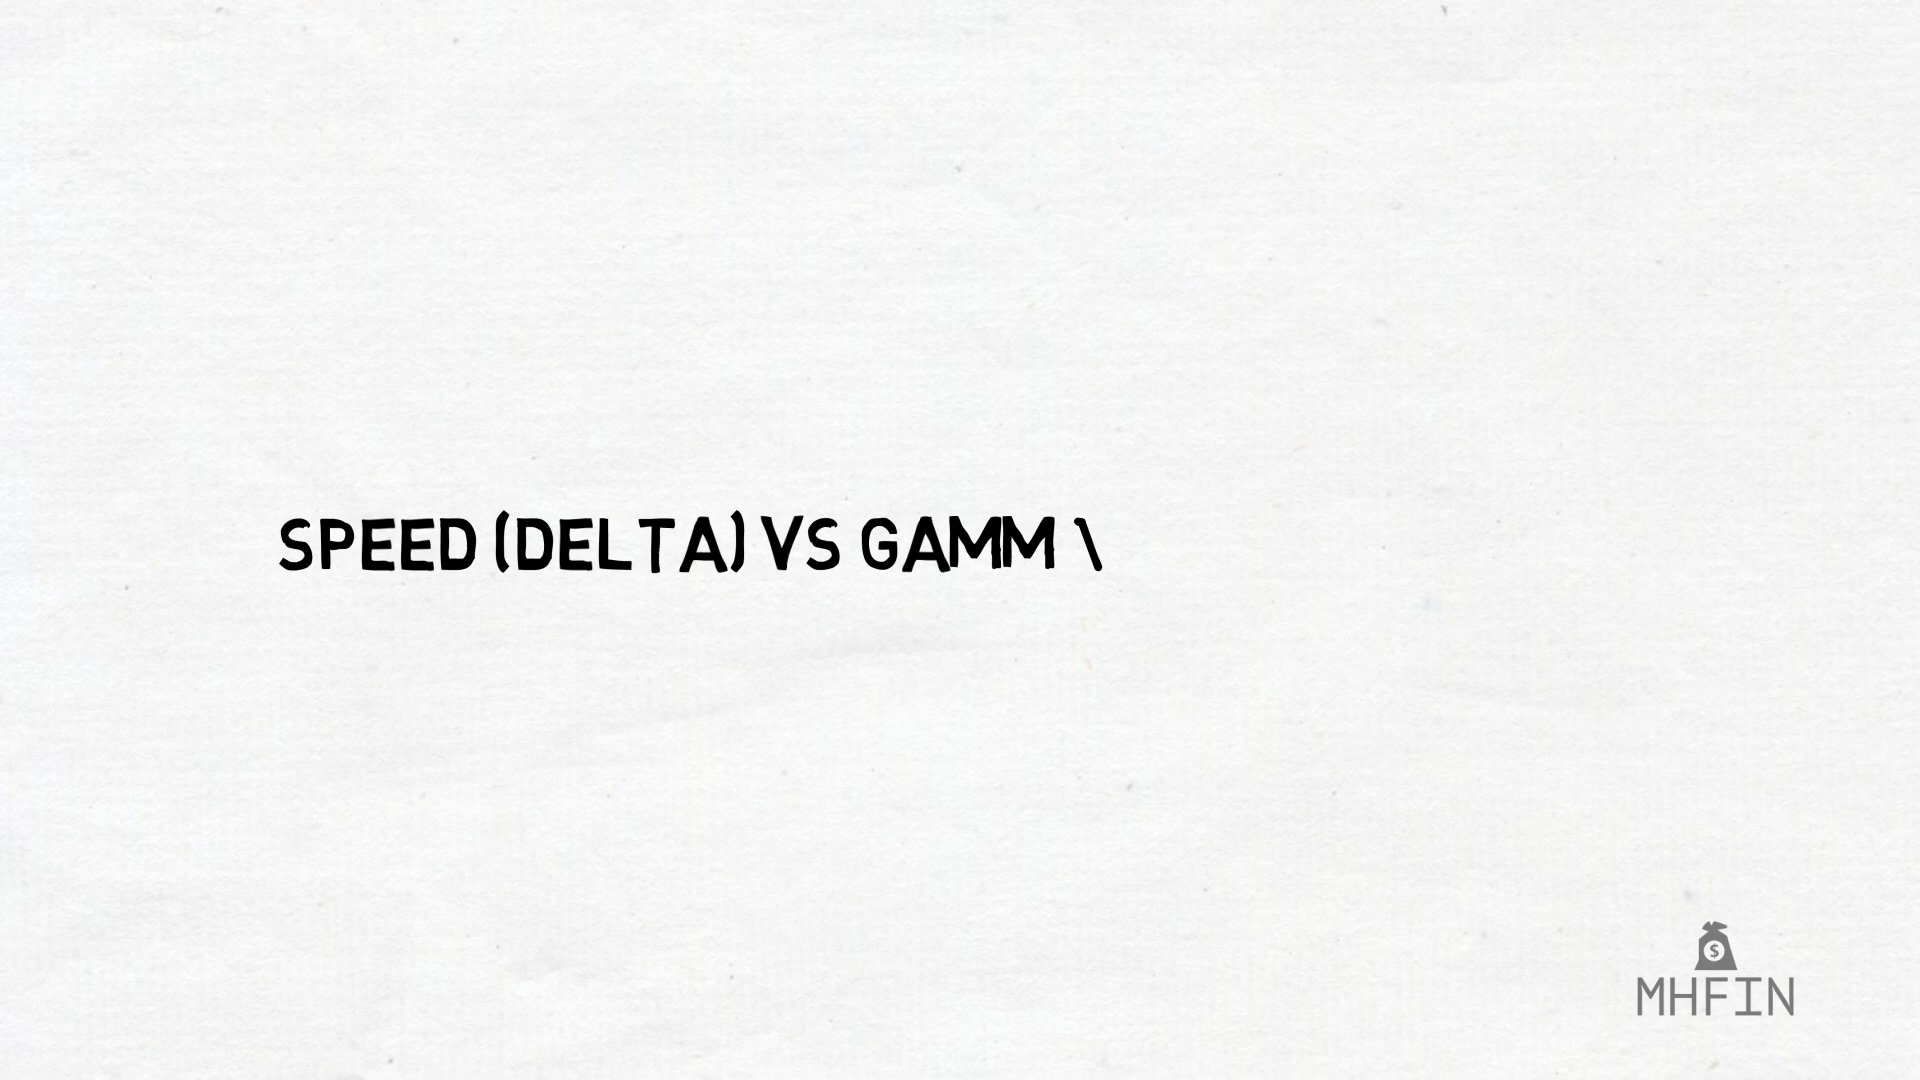 SPEED (DELTA) VS GAMM \
$
MHFIN